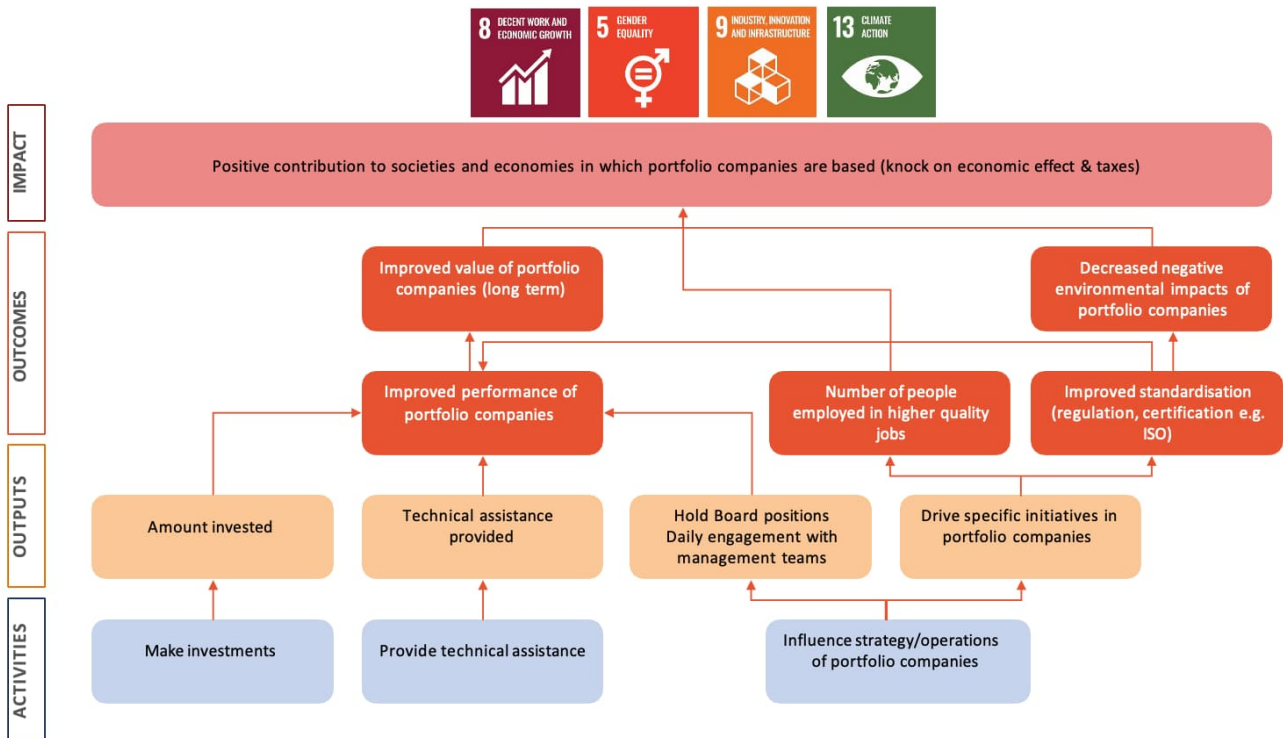 8 DECENT WORK AND
ECONOMIC GROWTH
5 GENDER
EQUALITY
9 INDUSTRY, INNOVATION
AND INFRASTRUCTURE
13 CLIMATE
ACTION
IMPACT
Positive contribution to societies and economies in which portfolio companies are based (knock on economic effect & taxes)
OUTCOMES
Improved value of portfolio
companies (long term)
Decreased negative
environmental impacts of
portfolio companies
Improved performance of
portfolio companies
Number of people
employed in higher quality
jobs
Improved standardisation
(regulation, certification e.g.
ISO)
OUTPUTS
Amount invested
Technical assistance
provided
Hold Board positions
Daily engagement with
management teams
Drive specific initiatives in
portfolio companies
ACTIVITIES
Make investments
Provide technical assistance
Influence strategy/operations
of portfolio companies